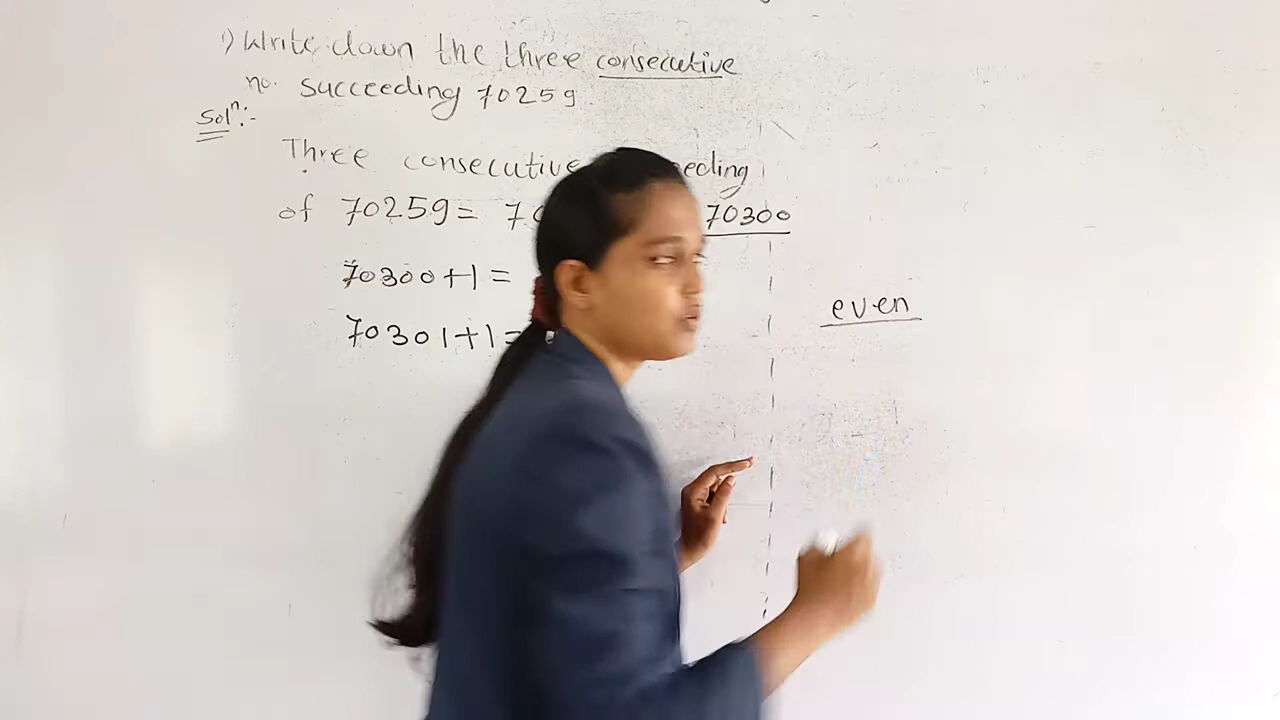 1) Write down the three consecutive
no. succeeding 70259.
Soln:-
Three consecutive
of 70259 = 70300
70300+1 =
70301+1=
even